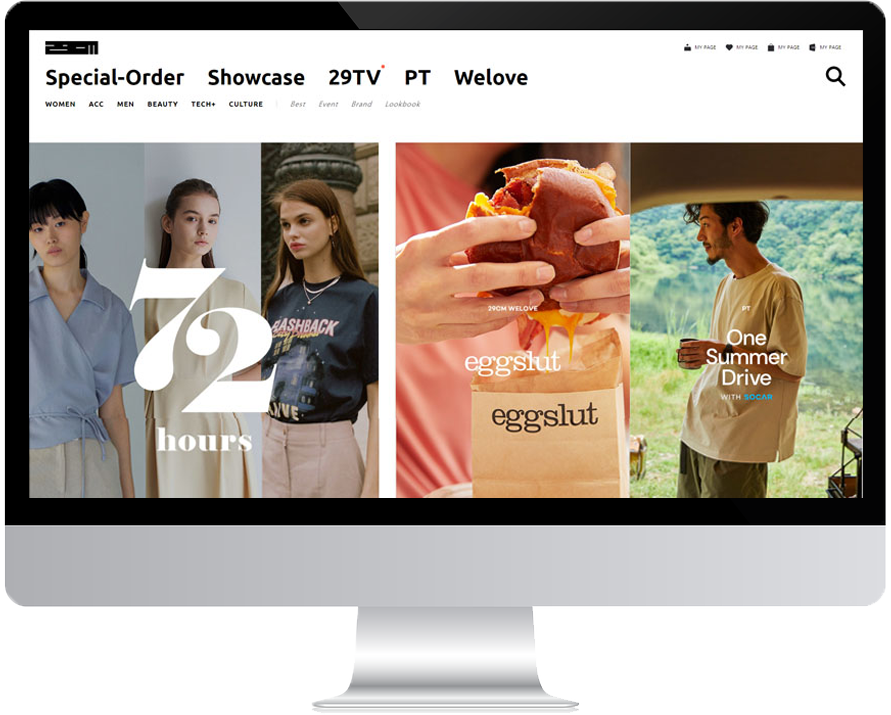 MY PAGE MY PAGE MY PAGE MY PAGE
Special-Order Showcase 29TV PT Welove
WOMEN ACC MEN BEAUTY TECH+ CULTURE Best Event Brand Lookbook
72
hours
FLASHBACK
29CM WELOVE
eggslut
eggslut
PT
One
Summer
Drive
WITH SOCAR